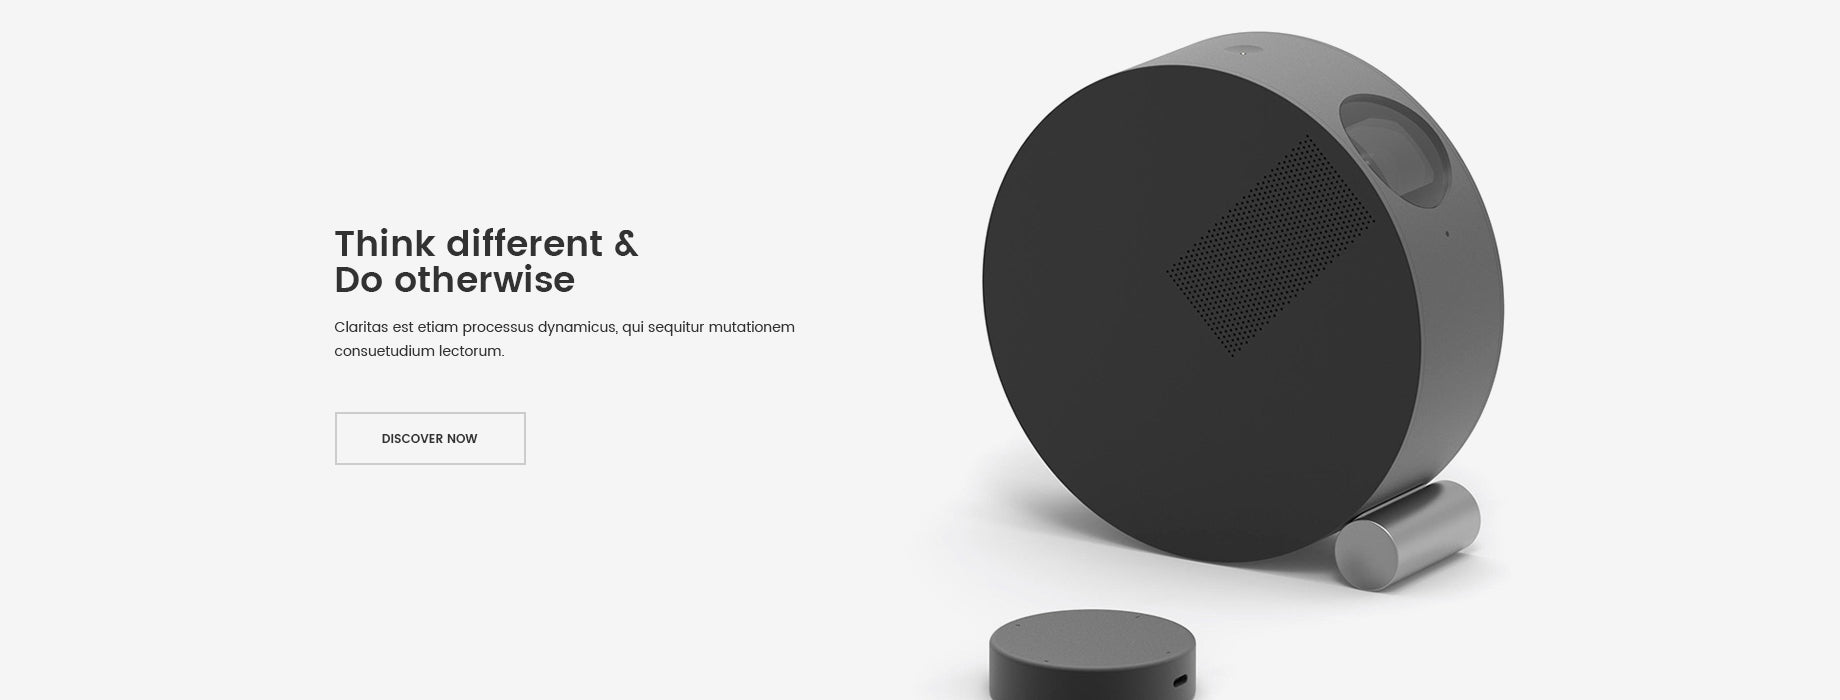 Think different &
Do otherwise
Claritas est etiam processus dynamicus, qui sequitur mutationem
consuetudium lectorum.
DISCOVER NOW